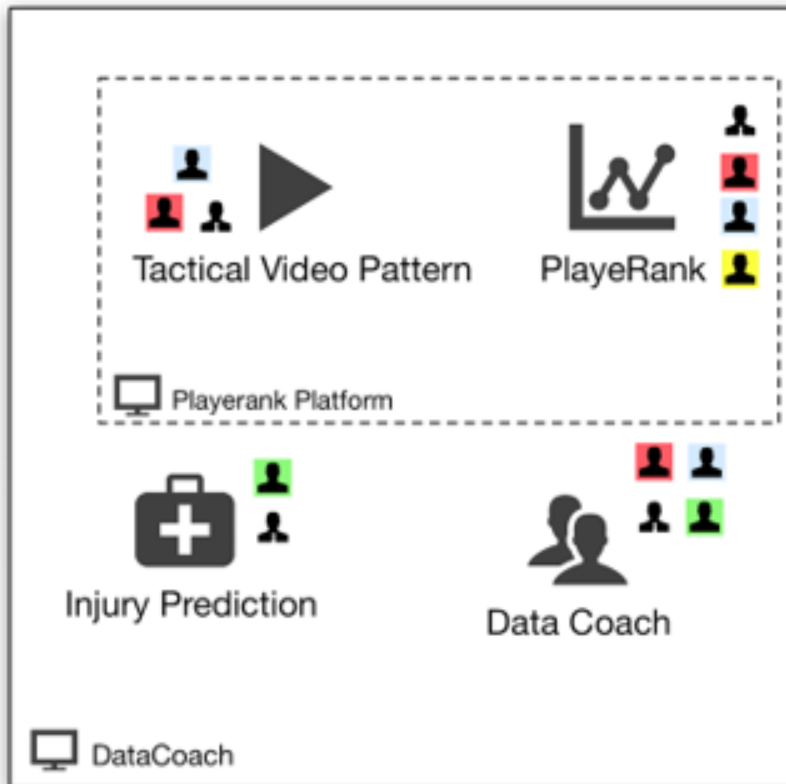 Tactical Video Pattern
PlayeRank
Playerank Platform
Injury Prediction
Data Coach
DataCoach